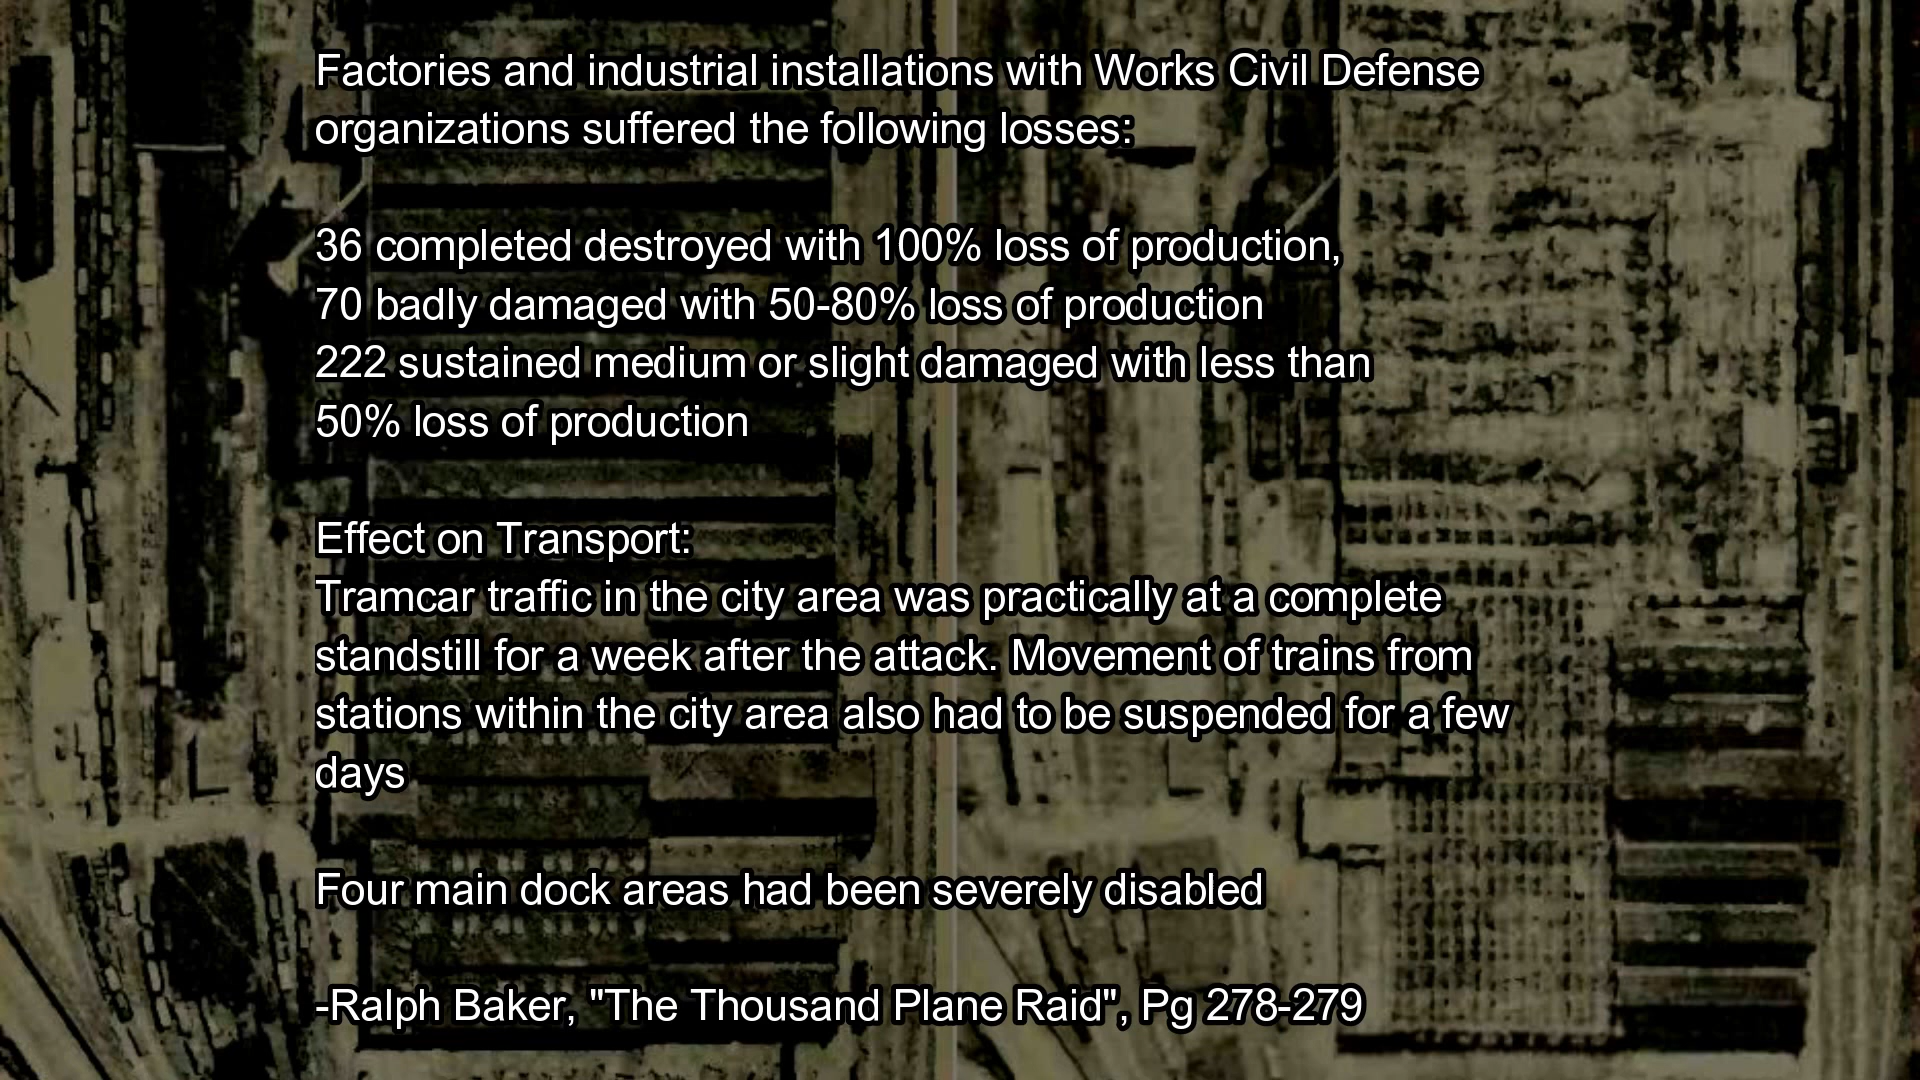 Factories and industrial installations with Works Civil Defense
organizations suffered the following losses:
36 completed destroyed with 100% loss of production,
70 badly damaged with 50-80% loss of production
222 sustained medium or slight damaged with less than
50% loss of production
Effect on Transport:
Tramcar traffic in the city area was practically at a complete
standstill for a week after the attack. Movement of trains from
stations within the city area also had to be suspended for a few
days
Four main dock areas had been severely disabled
-Ralph Baker, "The Thousand Plane Raid", Pg 278-279